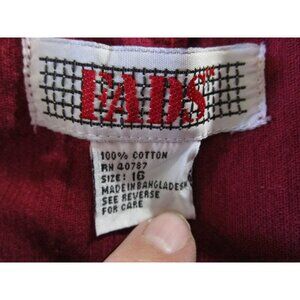 FADS
100% COTTON
RN 40787
SIZE: 16
MADE IN BANGLADESH
SEE REVERSE
FOR CARE